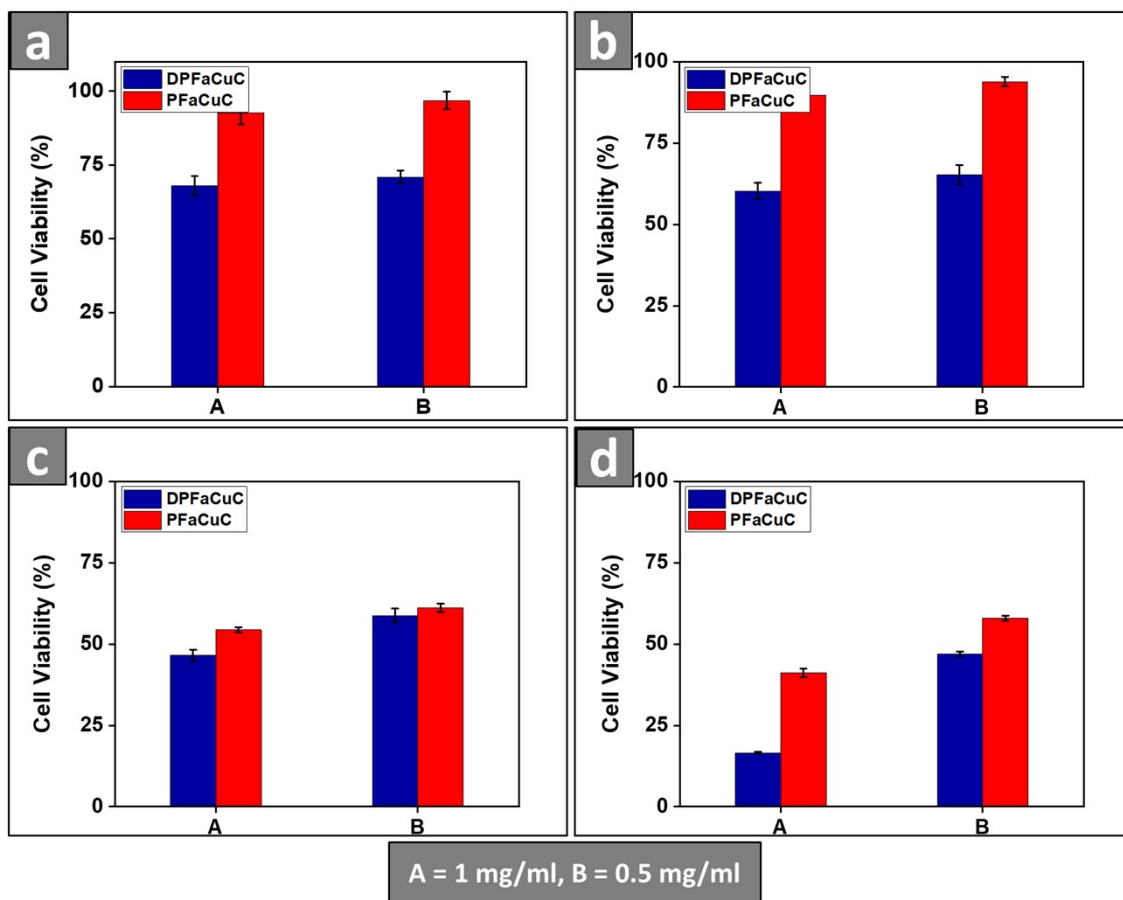 a
DPFaCuC
PFaCuC
Cell Viability (%)
100
75
50
25
0
A
B
b
DPFaCuC
PFaCuC
Cell Viability (%)
100
75
50
25
0
A
B
c
DPFaCuC
PFaCuC
Cell Viability (%)
100
75
50
25
0
A
B
d
DPFaCuC
PFaCuC
Cell Viability (%)
100
75
50
25
0
A
B
A = 1 mg/ml, B = 0.5 mg/ml